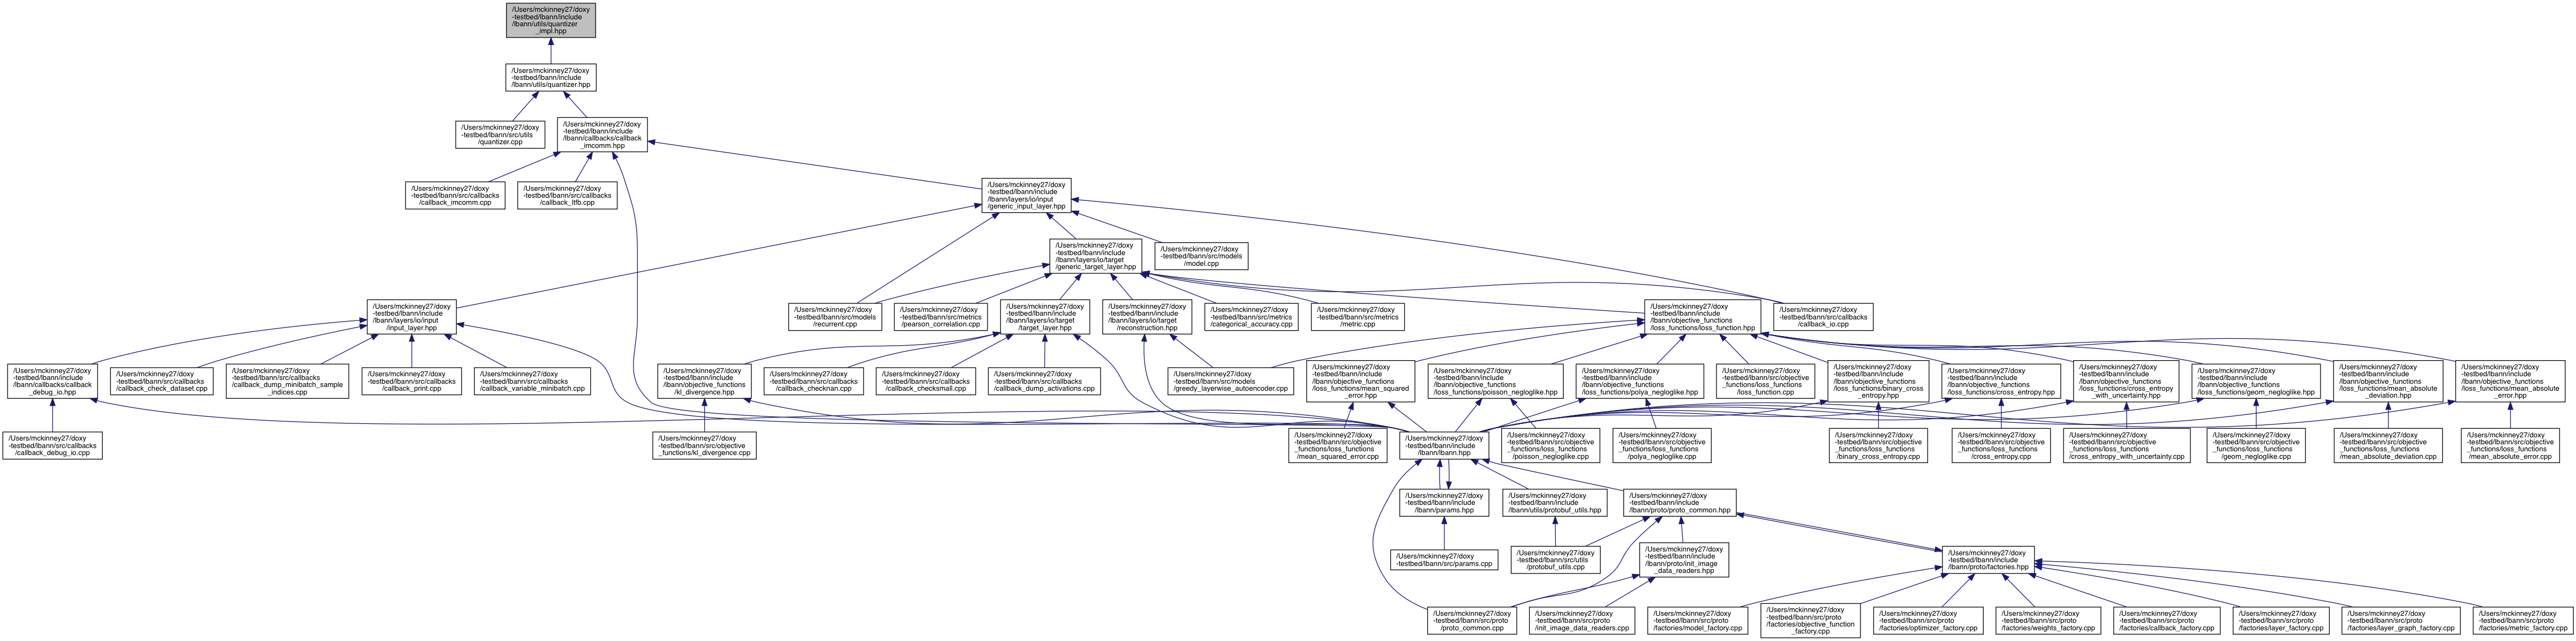 /Users/mckinney27/doxy
-testbed/lbann/include
/lbann/utils/quantizer
_impl.hpp
/Users/mckinney27/doxy
-testbed/lbann/include
/lbann/utils/quantizer.hpp
/Users/mckinney27/doxy
-testbed/lbann/src/utils
/quantizer.cpp
/Users/mckinney27/doxy
-testbed/lbann/include
/lbann/callbacks/callback
_imcomm.hpp
/Users/mckinney27/doxy
-testbed/lbann/src/callbacks
/callback_imcomm.cpp
/Users/mckinney27/doxy
-testbed/lbann/src/callbacks
/callback_ltfb.cpp
/Users/mckinney27/doxy
-testbed/lbann/include
/lbann/layers/io/input
/generic_input_layer.hpp
/Users/mckinney27/doxy
-testbed/lbann/include
/lbann/layers/io/target
/generic_target_layer.hpp
/Users/mckinney27/doxy
-testbed/lbann/src/models
/model.cpp
/Users/mckinney27/doxy
-testbed/lbann/include
/lbann/layers/io/input
/input_layer.hpp
/Users/mckinney27/doxy
-testbed/lbann/src/models
/recurrent.cpp
/Users/mckinney27/doxy
-testbed/lbann/src/metrics
/pearson_correlation.cpp
/Users/mckinney27/doxy
-testbed/lbann/include
/lbann/layers/io/target
/target_layer.hpp
/Users/mckinney27/doxy
-testbed/lbann/include
/lbann/layers/io/target
/reconstruction.hpp
/Users/mckinney27/doxy
-testbed/lbann/src/metrics
/categorical_accuracy.cpp
/Users/mckinney27/doxy
-testbed/lbann/src/metrics
/metric.cpp
/Users/mckinney27/doxy
-testbed/lbann/include
/lbann/objective_functions
/loss_functions/loss_function.hpp
/Users/mckinney27/doxy
-testbed/lbann/src/callbacks
/callback_io.cpp
/Users/mckinney27/doxy
-testbed/lbann/include
/lbann/callbacks/callback
_debug_io.hpp
/Users/mckinney27/doxy
-testbed/lbann/src/callbacks
/callback_check_dataset.cpp
/Users/mckinney27/doxy
-testbed/lbann/src/callbacks
/callback_dump_minibatch_sample
_indices.cpp
/Users/mckinney27/doxy
-testbed/lbann/src/callbacks
/callback_print.cpp
/Users/mckinney27/doxy
-testbed/lbann/src/callbacks
/callback_variable_minibatch.cpp
/Users/mckinney27/doxy
-testbed/lbann/include
/lbann/objective_functions
/kl_divergence.hpp
/Users/mckinney27/doxy
-testbed/lbann/src/callbacks
/callback_checknan.cpp
/Users/mckinney27/doxy
-testbed/lbann/src/callbacks
/callback_checksmall.cpp
/Users/mckinney27/doxy
-testbed/lbann/src/callbacks
/callback_dump_activations.cpp
/Users/mckinney27/doxy
-testbed/lbann/src/models
/greedy_layerwise_autoencoder.cpp
/Users/mckinney27/doxy
-testbed/lbann/include
/lbann/objective_functions
/loss_functions/mean_squared
_error.hpp
/Users/mckinney27/doxy
-testbed/lbann/include
/lbann/objective_functions
/loss_functions/poisson_negloglike.hpp
/Users/mckinney27/doxy
-testbed/lbann/include
/lbann/objective_functions
/loss_functions/polya_negloglike.hpp
/Users/mckinney27/doxy
-testbed/lbann/src/objective
_functions/loss_functions
/loss_function.cpp
/Users/mckinney27/doxy
-testbed/lbann/include
/lbann/objective_functions
/loss_functions/binary_cross
_entropy.hpp
/Users/mckinney27/doxy
-testbed/lbann/include
/lbann/objective_functions
/loss_functions/cross_entropy.hpp
/Users/mckinney27/doxy
-testbed/lbann/include
/lbann/objective_functions
/loss_functions/cross_entropy
_with_uncertainty.hpp
/Users/mckinney27/doxy
-testbed/lbann/include
/lbann/objective_functions
/loss_functions/geom_negloglike.hpp
/Users/mckinney27/doxy
-testbed/lbann/include
/lbann/objective_functions
/loss_functions/mean_absolute
_deviation.hpp
/Users/mckinney27/doxy
-testbed/lbann/include
/lbann/objective_functions
/loss_functions/mean_absolute
_error.hpp
/Users/mckinney27/doxy
-testbed/lbann/src/callbacks
/callback_debug_io.cpp
/Users/mckinney27/doxy
-testbed/lbann/src/objective
_functions/kl_divergence.cpp
/Users/mckinney27/doxy
-testbed/lbann/src/objective
_functions/loss_functions
/mean_squared_error.cpp
/Users/mckinney27/doxy
-testbed/lbann/include
/lbann/lbann.hpp
/Users/mckinney27/doxy
-testbed/lbann/src/objective
_functions/loss_functions
/poisson_negloglike.cpp
/Users/mckinney27/doxy
-testbed/lbann/src/objective
_functions/loss_functions
/polya_negloglike.cpp
/Users/mckinney27/doxy
-testbed/lbann/src/objective
_functions/loss_functions
/binary_cross_entropy.cpp
/Users/mckinney27/doxy
-testbed/lbann/src/objective
_functions/loss_functions
/cross_entropy.cpp
/Users/mckinney27/doxy
-testbed/lbann/src/objective
_functions/loss_functions
/cross_entropy_with_uncertainty.cpp
/Users/mckinney27/doxy
-testbed/lbann/src/objective
_functions/loss_functions
/geom_negloglike.cpp
/Users/mckinney27/doxy
-testbed/lbann/src/objective
_functions/loss_functions
/mean_absolute_deviation.cpp
/Users/mckinney27/doxy
-testbed/lbann/src/objective
_functions/loss_functions
/mean_absolute_error.cpp
/Users/mckinney27/doxy
-testbed/lbann/include
/lbann/params.hpp
/Users/mckinney27/doxy
-testbed/lbann/include
/lbann/utils/protobuf_utils.hpp
/Users/mckinney27/doxy
-testbed/lbann/include
/lbann/proto/proto_common.hpp
/Users/mckinney27/doxy
-testbed/lbann/src/params.cpp
/Users/mckinney27/doxy
-testbed/lbann/src/utils
/protobuf_utils.cpp
/Users/mckinney27/doxy
-testbed/lbann/include
/lbann/proto/init_image
_data_readers.hpp
/Users/mckinney27/doxy
-testbed/lbann/include
/lbann/proto/factories.hpp
/Users/mckinney27/doxy
-testbed/lbann/src/proto
/proto_common.cpp
/Users/mckinney27/doxy
-testbed/lbann/src/proto
/init_image_data_readers.cpp
/Users/mckinney27/doxy
-testbed/lbann/src/proto
/factories/model_factory.cpp
/Users/mckinney27/doxy
-testbed/lbann/src/proto
/factories/objective_function
_factory.cpp
/Users/mckinney27/doxy
-testbed/lbann/src/proto
/factories/optimizer_factory.cpp
/Users/mckinney27/doxy
-testbed/lbann/src/proto
/factories/weights_factory.cpp
/Users/mckinney27/doxy
-testbed/lbann/src/proto
/factories/callback_factory.cpp
/Users/mckinney27/doxy
-testbed/lbann/src/proto
/factories/layer_factory.cpp
/Users/mckinney27/doxy
-testbed/lbann/src/proto
/factories/layer_graph_factory.cpp
/Users/mckinney27/doxy
-testbed/lbann/src/proto
/factories/metric_factory.cpp